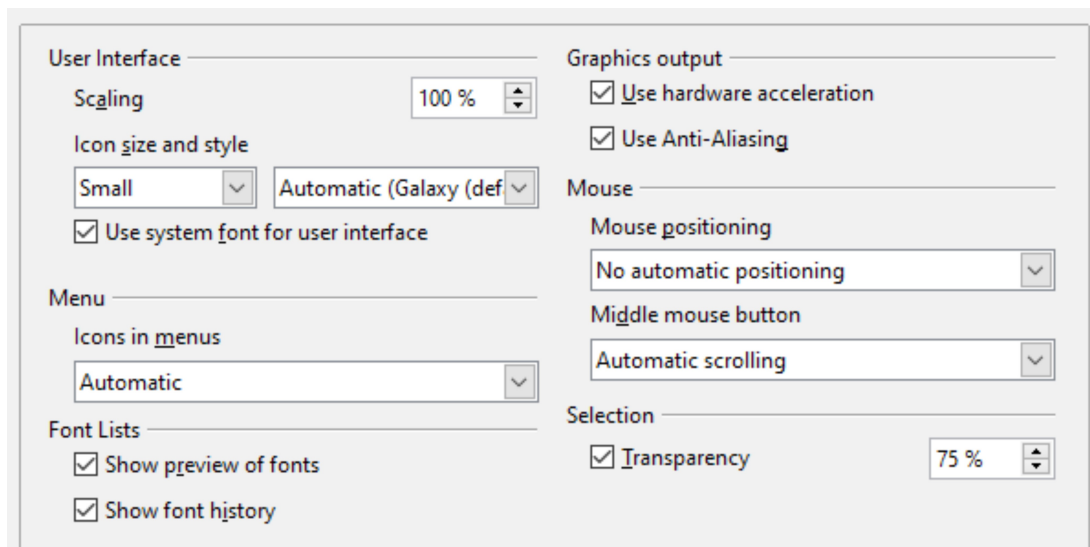 User Interface
Scaling
100 %
Icon size and style
Small
Automatic (Galaxy (def
Use system font for user interface
Menu
Icons in menus
Automatic
Font Lists
Show preview of fonts
Show font history
Graphics output
Use hardware acceleration
Use Anti-Aliasing
Mouse
Mouse positioning
No automatic positioning
Middle mouse button
Automatic scrolling
Selection
Transparency
75 %